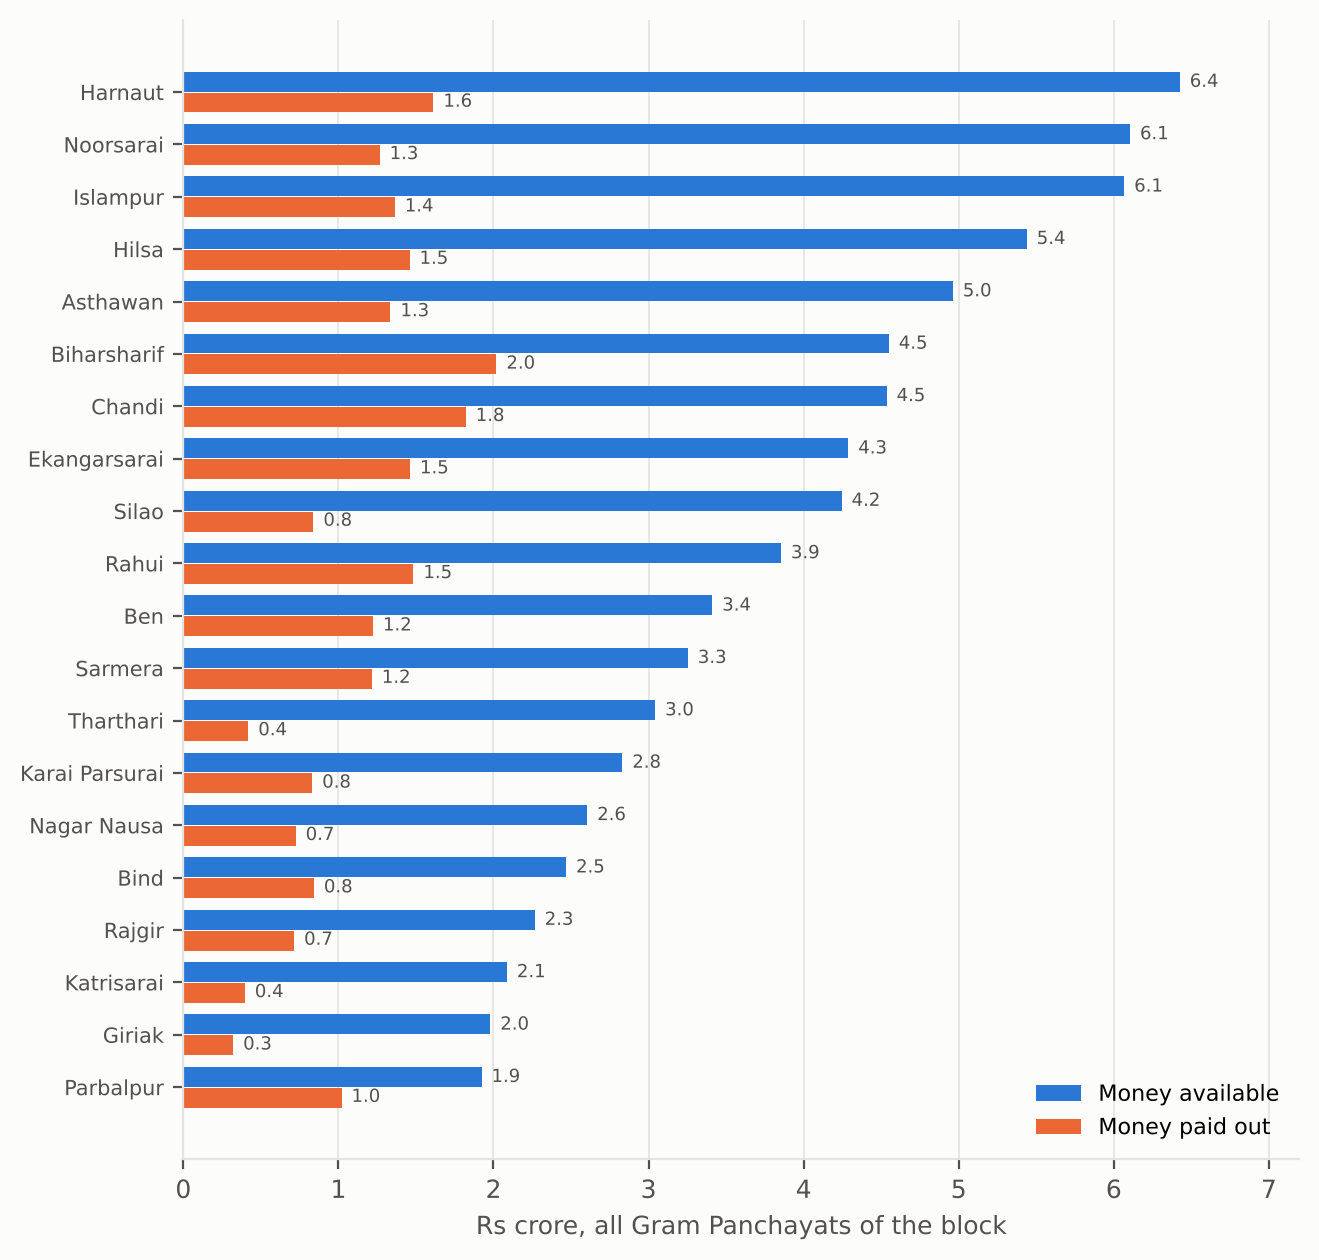 Harnaut 6.4
1.6
Noorsarai 6.1
1.3
Islampur 6.1
1.4
Hilsa 5.4
1.5
Asthawan 5.0
1.3
Biharsharif 4.5
2.0
Chandi 4.5
1.8
Ekangarsarai 4.3
1.5
Silao 4.2
0.8
Rahui 3.9
1.5
Ben 3.4
1.2
Sarmera 3.3
1.2
Tharthari 3.0
0.4
Karai Parsurai 2.8
0.8
Nagar Nausa 2.6
0.7
Bind 2.5
0.8
Rajgir 2.3
0.7
Katrisarai 2.1
0.4
Giriak 2.0
0.3
Parbalpur 1.9
1.0
Money available
Money paid out
0 1 2 3 4 5 6 7
Rs crore, all Gram Panchayats of the block